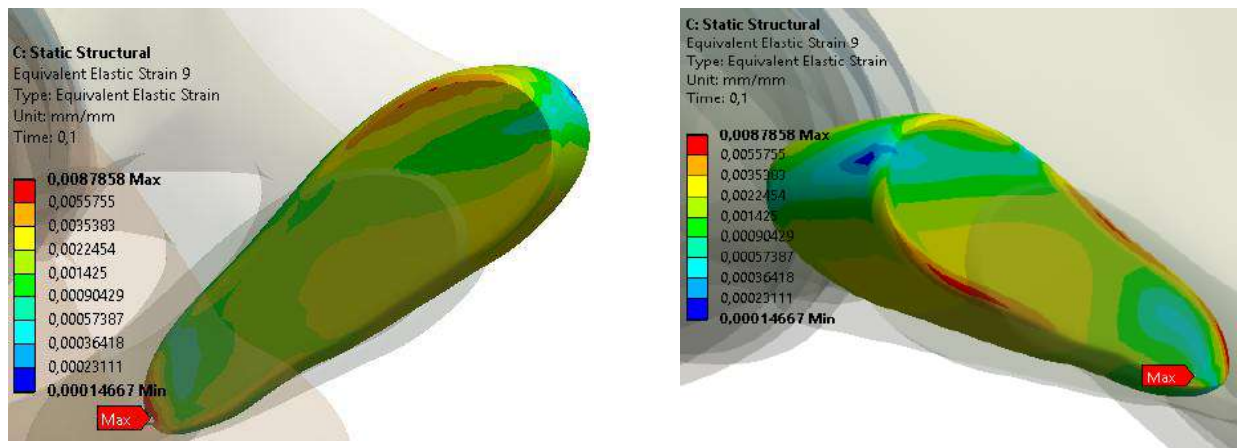 C: Static Structural
Equivalent Elastic Strain 9
Type: Equivalent Elastic Strain
Unit: mm/mm
Time: 0,1
0,0087858 Max
0,0055755
0,0035383
0,0022454
0,001425
0,00090429
0,00057387
0,00036418
0,00023111
0,00014667 Min
Max
C: Static Structural
Equivalent Elastic Strain 9
Type: Equivalent Elastic Strain
Unit: mm/mm
Time: 0,1
0,0087858 Max
0,0055755
0,0035383
0,0022454
0,001425
0,00090429
0,00057387
0,00036418
0,00023111
0,00014667 Min
Max